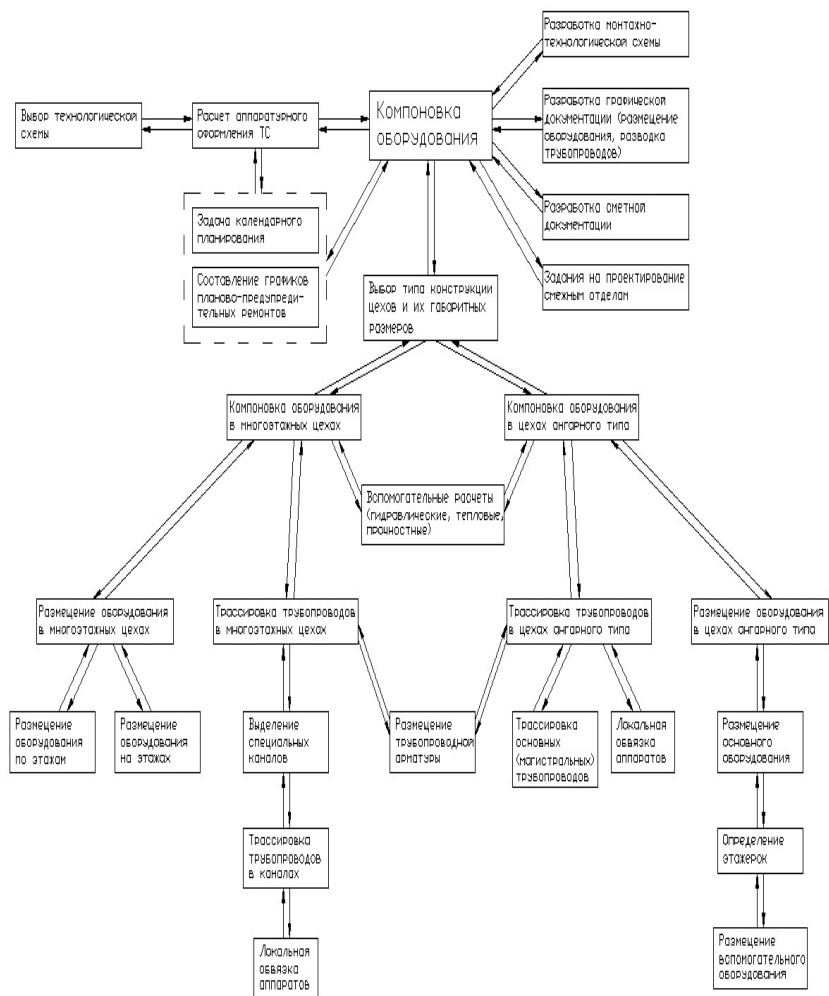 Разработка монтажно-
технологической схемы
Выбор технологической
схемы
Расчет аппаратурного
оформления ТС
Компоновка
оборудования
Разработка графической
документации (размещение
оборудования, разводка
трубопроводов)
Задача календарного
планирования
Составление графиков
планово-предупреди-
тельных ремонтов
Разработка сметной
документации
Задания на проектирование
смежным отделам
Выбор типа конструкции
цехов и их габаритных
размеров
Компоновка оборудования
в многоэтажных цехах
Компоновка оборудования
в цехах ангарного типа
Вспомогательные расчеты
(гидравлические, тепловые,
прочностные)
Размещение оборудования
в многоэтажных цехах
Трассировка трубопроводов
в многоэтажных цехах
Трассировка трубопроводов
в цехах ангарного типа
Размещение оборудования
в цехах ангарного типа
Размещение
оборудования
по этажам
Размещение
оборудования
на этажах
Выделение
специальных
каналов
Размещение
трубопроводной
арматуры
Трассировка
основных
(магистральных)
трубопроводов
Локальная
обвязка
аппаратов
Размещение
основного
оборудования
Трассировка
трубопроводов
в каналах
Определение
этажерок
Локальная
обвязка
аппаратов
Размещение
вспомогательного
оборудования